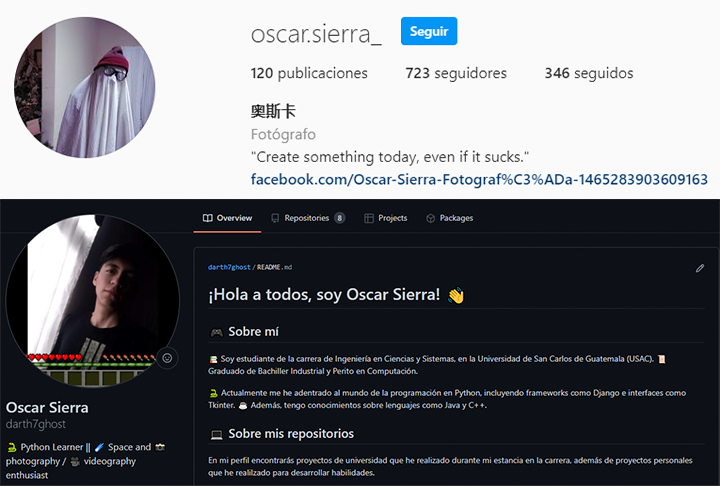 oscar.sierra_ Seguir
120 publicaciones 723 seguidores 346 seguidos
奧斯卡
Fotógrafo
"Create something today, even if it sucks."
facebook.com/Oscar-Sierra-Fotograf%C3%ADa-1465283903609163
Overview Repositories 8 Projects Packages
Oscar Sierra
darth7ghost
Python Learner || Space and
photography / videography
enthusiast
darth7ghost / README.md
¡Hola a todos, soy Oscar Sierra! 👋
🎮 Sobre mí
📚 Soy estudiante de la carrera de Ingeniería en Ciencias y Sistemas, en la Universidad de San Carlos de Guatemala (USAC). 📜
Graduado de Bachiller Industrial y Perito en Computación.
🐍 Actualmente me he adentrado al mundo de la programación en Python, incluyendo frameworks como Django e interfaces como
Tkinter. ☕ Además, tengo conocimientos sobre lenguajes como Java y C++.
💻 Sobre mis repositorios
En mi perfil encontrarás proyectos de universidad que he realizado durante mi estancia en la carrera, además de proyectos personales
que he realilzado para desarrollar habilidades.